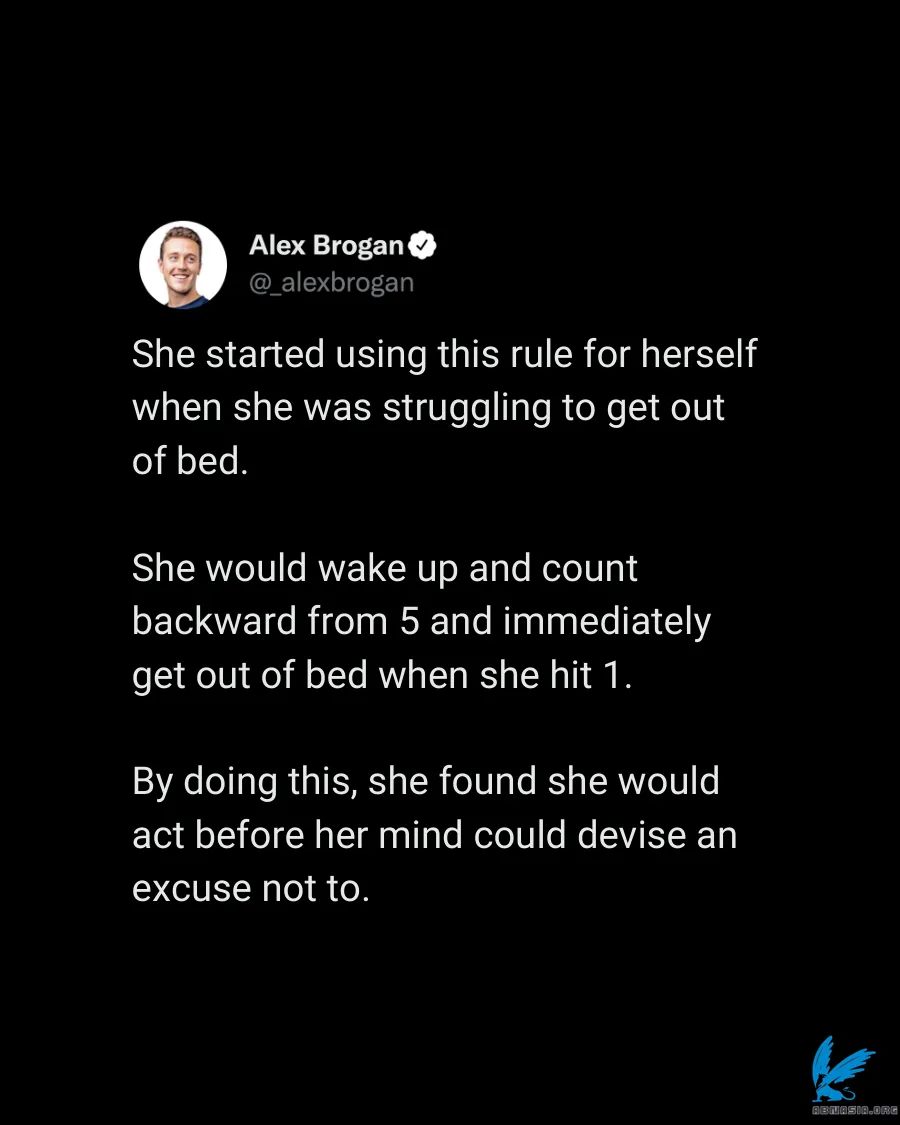 Alex Brogan
@_alexbrogan
She started using this rule for herself
when she was struggling to get out
of bed.
She would wake up and count
backward from 5 and immediately
get out of bed when she hit 1.
By doing this, she found she would
act before her mind could devise an
excuse not to.
ABMASIA.ORG